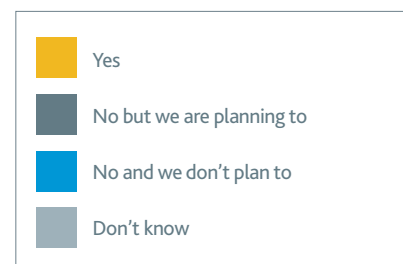 Yes
No but we are planning to
No and we don’t plan to
Don’t know